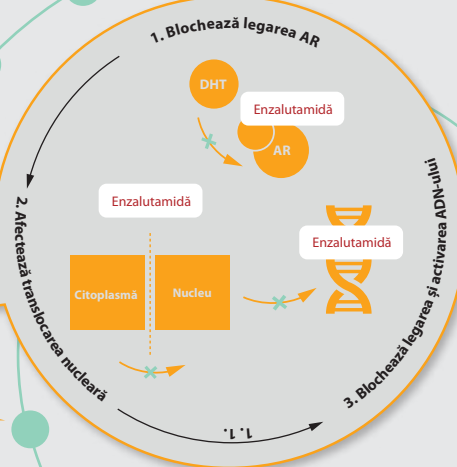 1. Blochează legarea AR
DHT
Enzalutamidă
AR
2. Afectează translocarea nucleară
Enzalutamidă
Citoplasmă
Nucleu
Enzalutamidă
3. Blochează legarea și activarea ADN-ului
1. 1.